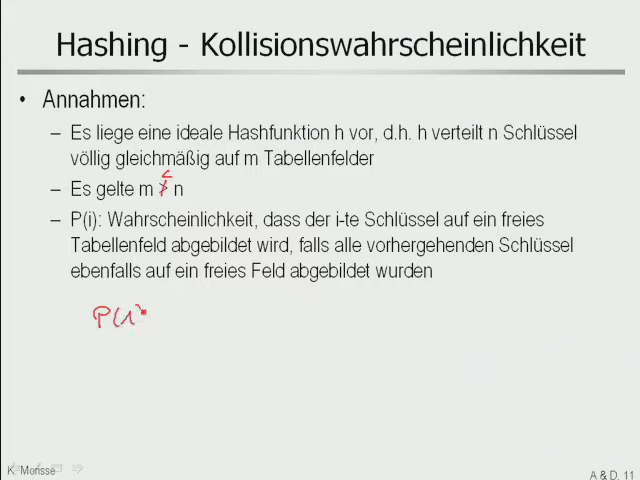 Hashing - Kollisionswahrscheinlichkeit
• Annahmen:
– Es liege eine ideale Hashfunktion h vor, d.h. h verteilt n Schlüssel
völlig gleichmäßig auf m Tabellenfelder
<
– Es gelte m > n
– P(i): Wahrscheinlichkeit, dass der i-te Schlüssel auf ein freies
Tabellenfeld abgebildet wird, falls alle vorhergehenden Schlüssel
ebenfalls auf ein freies Feld abgebildet wurden
P(1)
K. Morisse
A & D, 11